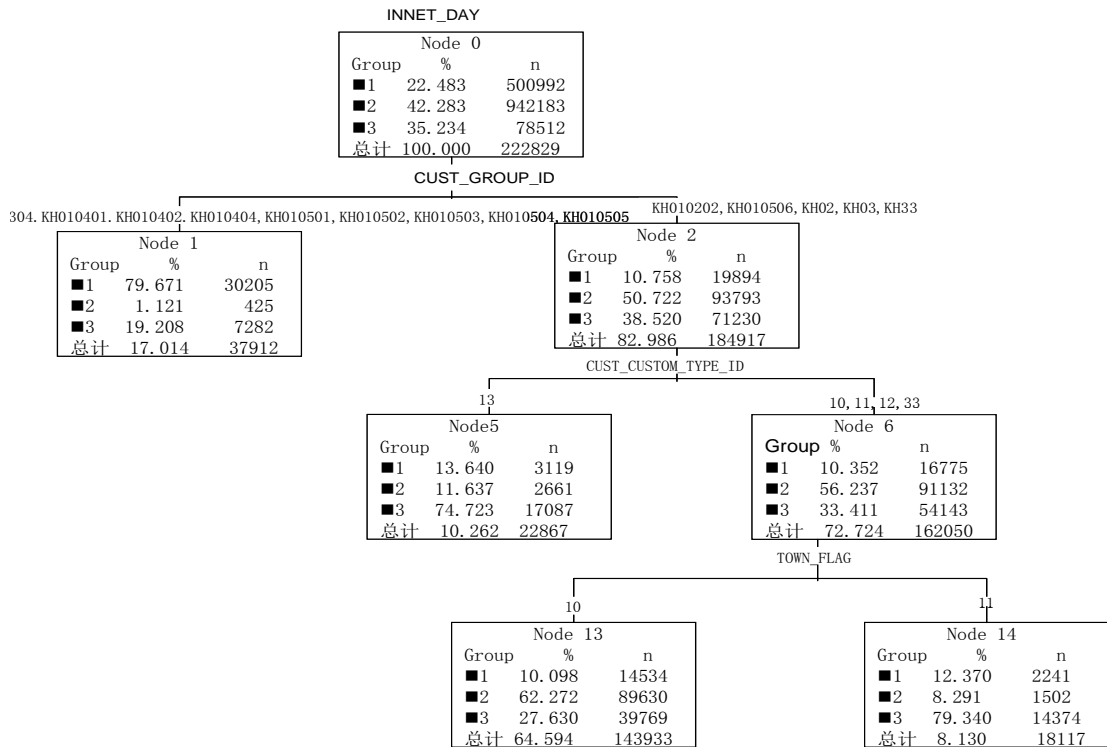 INNET_DAY
Node 0
Group % n
■1 22.483 500992
■2 42.283 942183
■3 35.234 78512
总计 100.000 222829
CUST_GROUP_ID
304.KH010401.KH010402.KH010404,KH010501,KH010502,KH010503,KH010504,KH010505
KH010202,KH010506,KH02,KH03,KH33
Node 1
Group % n
■1 79.671 30205
■2 1.121 425
■3 19.208 7282
总计 17.014 37912
Node 2
Group % n
■1 10.758 19894
■2 50.722 93793
■3 38.520 71230
总计 82.986 184917
CUST_CUSTOM_TYPE_ID
13
10,11,12,33
Node5
Group % n
■1 13.640 3119
■2 11.637 2661
■3 74.723 17087
总计 10.262 22867
Node 6
Group % n
■1 10.352 16775
■2 56.237 91132
■3 33.411 54143
总计 72.724 162050
TOWN_FLAG
10
11
Node 13
Group % n
■1 10.098 14534
■2 62.272 89630
■3 27.630 39769
总计 64.594 143933
Node 14
Group % n
■1 12.370 2241
■2 8.291 1502
■3 79.340 14374
总计 8.130 18117